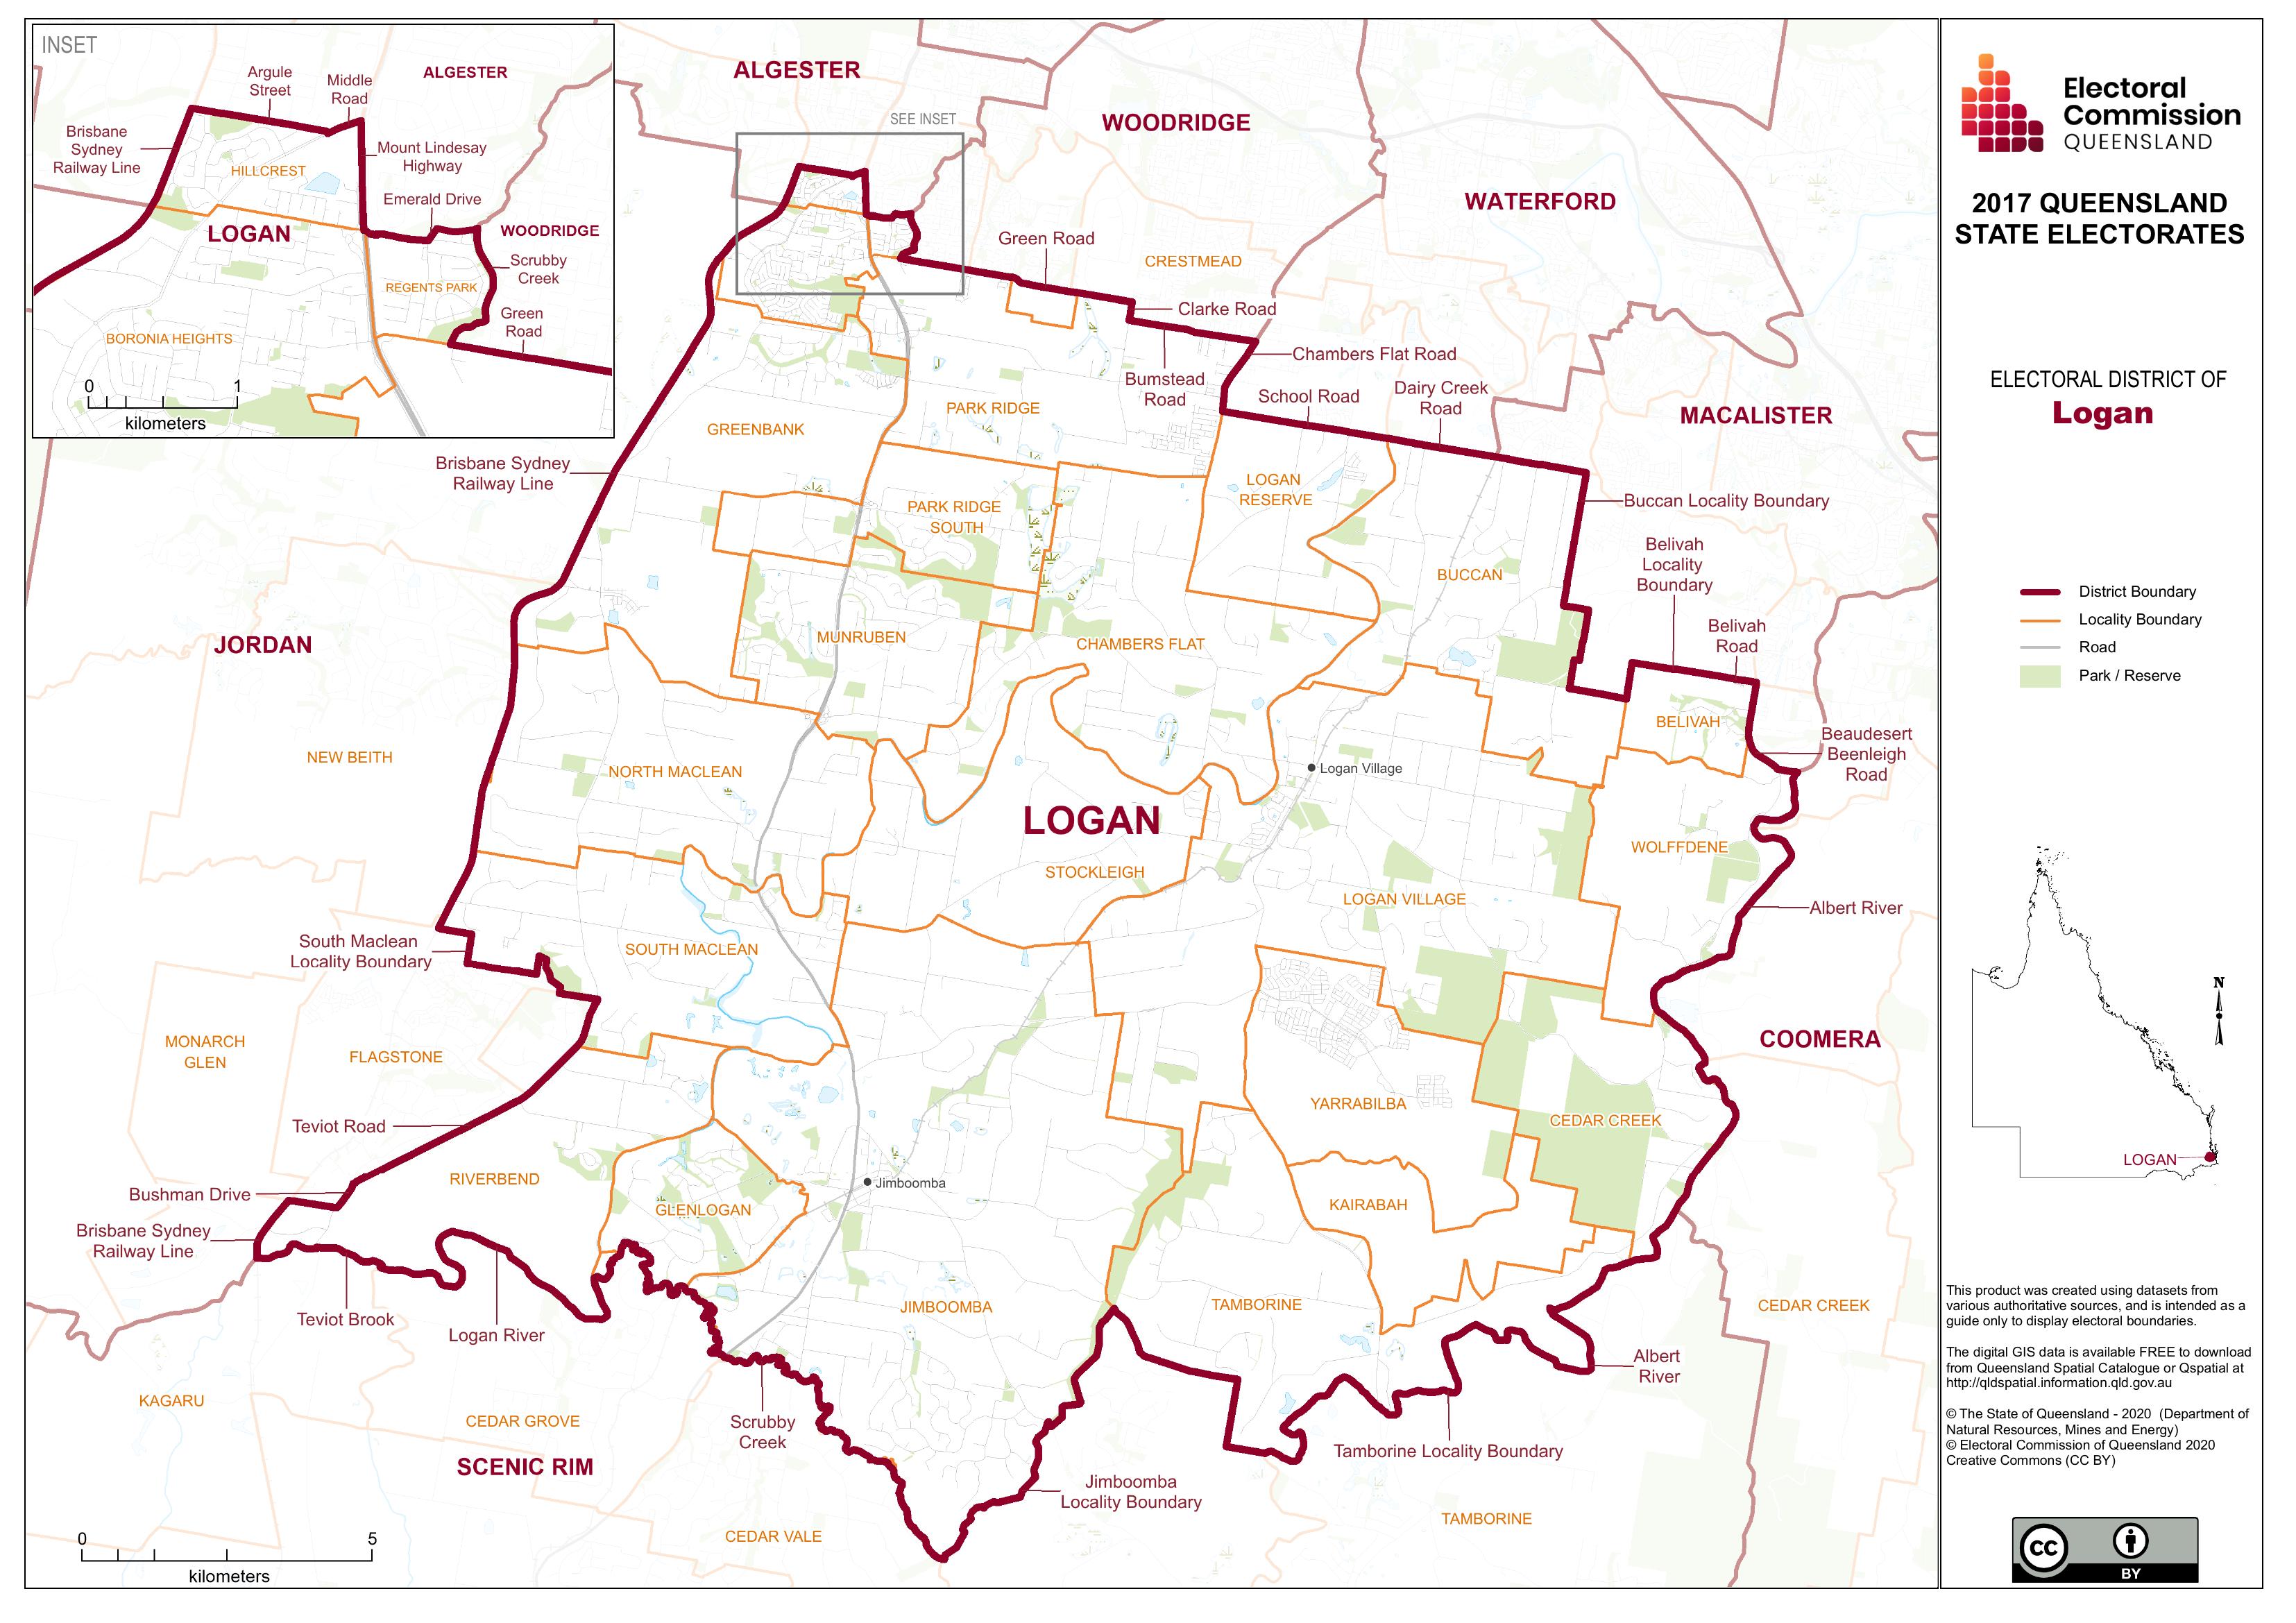 INSET
Argule
Street
Middle
Road
ALGESTER
Brisbane
Sydney
Railway Line
HILLCREST
Mount Lindesay
Highway
Emerald Drive
LOGAN
WOODRIDGE
Scrubby
Creek
REGENTS PARK
Green
Road
BORONIA HEIGHTS
0
1
kilometers
ALGESTER
SEE INSET
WOODRIDGE
WATERFORD
Green Road
CRESTMEAD
Clarke Road
Chambers Flat Road
Bumstead
Road
School Road
Dairy Creek
Road
MACALISTER
PARK RIDGE
GREENBANK
Brisbane Sydney
Railway Line
LOGAN
RESERVE
Buccan Locality Boundary
PARK RIDGE
SOUTH
Belivah
Locality
Boundary
BUCCAN
Belivah
Road
JORDAN
MUNRUBEN
CHAMBERS FLAT
BELIVAH
Beaudesert
Beenleigh
Road
NEW BEITH
NORTH MACLEAN
Logan Village
LOGAN
WOLFFDENE
STOCKLEIGH
LOGAN VILLAGE
Albert River
South Maclean
Locality Boundary
SOUTH MACLEAN
MONARCH
GLEN
FLAGSTONE
COOMERA
YARRABILBA
CEDAR CREEK
Teviot Road
RIVERBEND
Jimboomba
Bushman Drive
GLENLOGAN
KAIRABAH
Brisbane Sydney
Railway Line
Teviot Brook
Logan River
JIMBOOMBA
TAMBORINE
CEDAR CREEK
Albert
River
KAGARU
CEDAR GROVE
Scrubby
Creek
Tamborine Locality Boundary
SCENIC RIM
Jimboomba
Locality Boundary
TAMBORINE
CEDAR VALE
0
5
kilometers
Electoral
Commission
QUEENSLAND
2017 QUEENSLAND
STATE ELECTORATES
ELECTORAL DISTRICT OF
Logan
District Boundary
Locality Boundary
Road
Park / Reserve
N
LOGAN
This product was created using datasets from
various authoritative sources, and is intended as a
guide only to display electoral boundaries.
The digital GIS data is available FREE to download
from Queensland Spatial Catalogue or Qspatial at
http://qldspatial.information.qld.gov.au
© The State of Queensland - 2020 (Department of
Natural Resources, Mines and Energy)
© Electoral Commission of Queensland 2020
Creative Commons (CC BY)
CC
BY